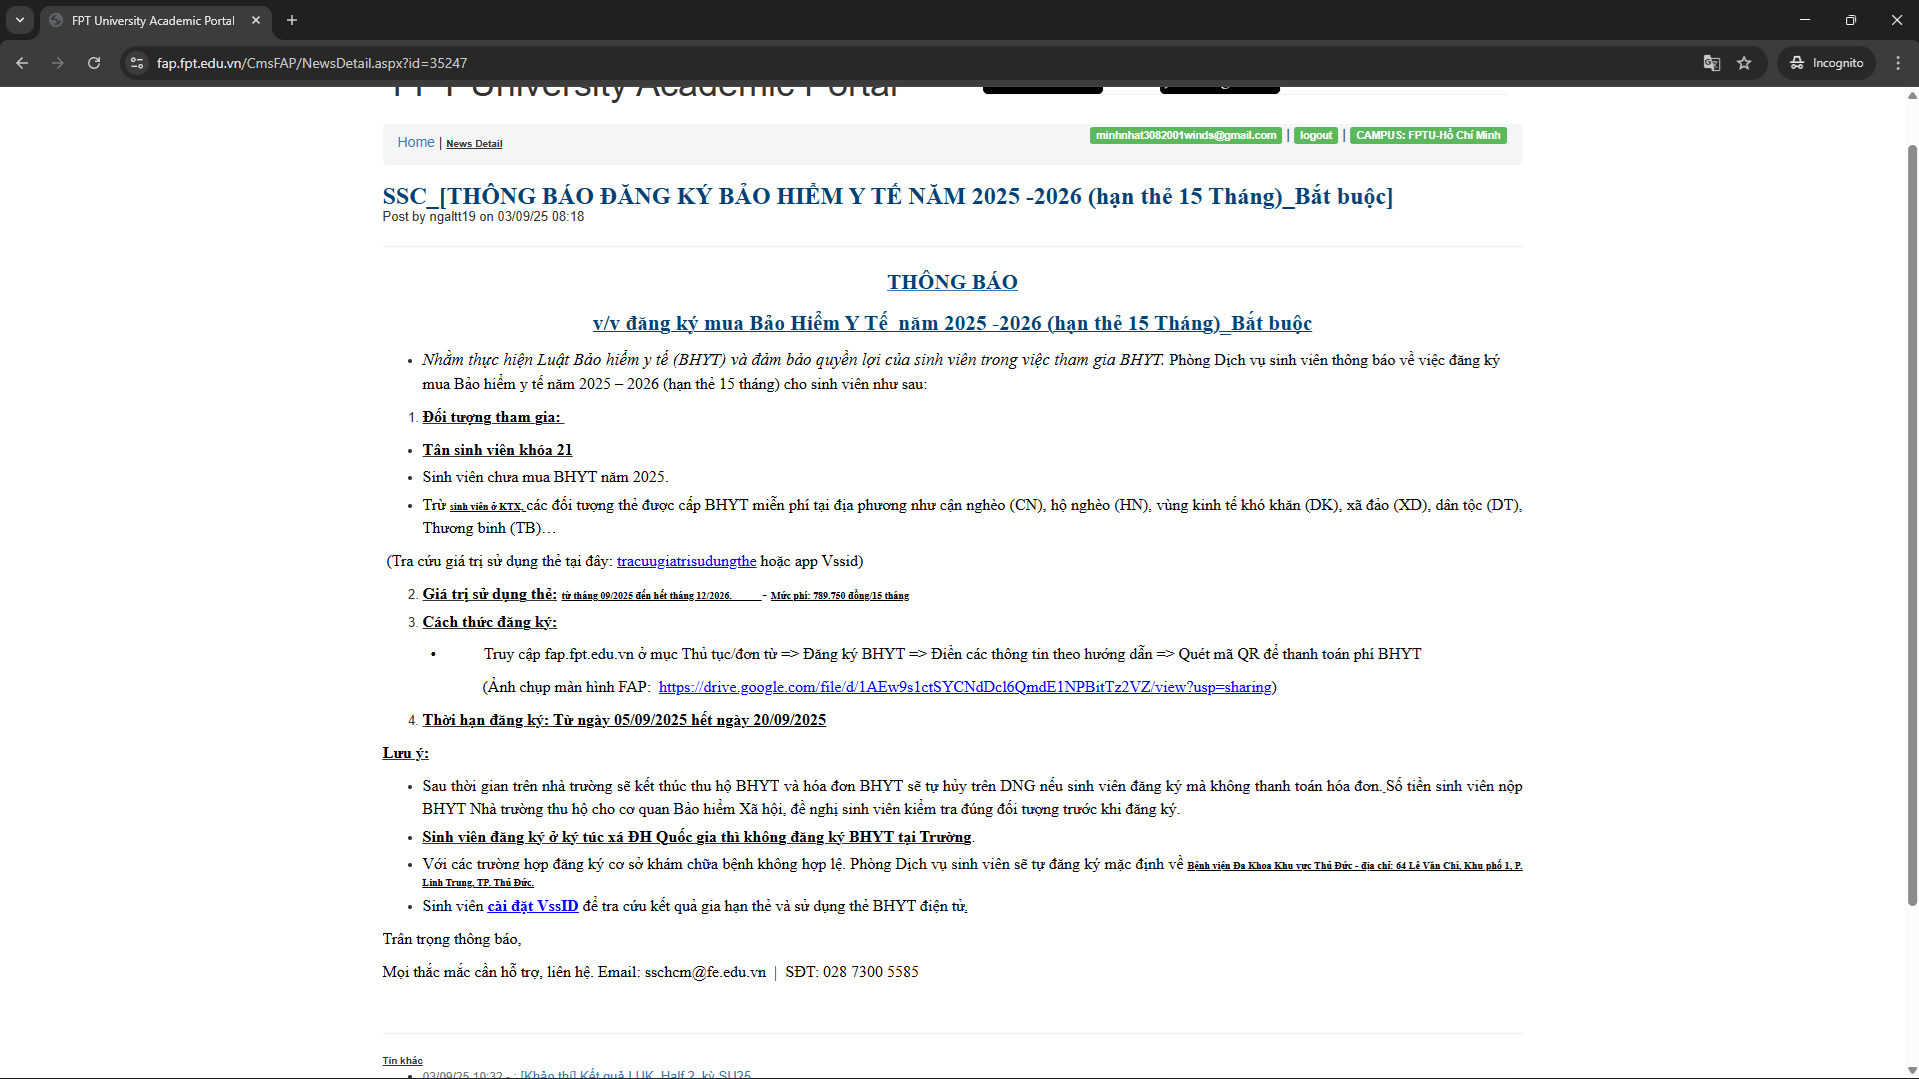 FPT University Academic Portal
fap.fpt.edu.vn/CmsFAP/NewsDetail.aspx?id=35247
Incognito
FPT University Academic Portal
Home | News Detail
minhnhat3082001winds@gmail.com | logout | CAMPUS: FPTU-Hồ Chí Minh
SSC_[THÔNG BÁO ĐĂNG KÝ BẢO HIỂM Y TẾ NĂM 2025 -2026 (hạn thẻ 15 Tháng)_Bắt buộc]
Post by ngaltt19 on 03/09/25 08:18
THÔNG BÁO
v/v đăng ký mua Bảo Hiểm Y Tế  năm 2025 -2026 (hạn thẻ 15 Tháng)_Bắt buộc
• Nhằm thực hiện Luật Bảo hiểm y tế (BHYT) và đảm bảo quyền lợi của sinh viên trong việc tham gia BHYT. Phòng Dịch vụ sinh viên thông báo về việc đăng ký
mua Bảo hiểm y tế năm 2025 – 2026 (hạn thẻ 15 tháng) cho sinh viên như sau:
1. Đối tượng tham gia:
• Tân sinh viên khóa 21
• Sinh viên chưa mua BHYT năm 2025.
• Trừ sinh viên ở KTX, các đối tượng thẻ được cấp BHYT miễn phí tại địa phương như cận nghèo (CN), hộ nghèo (HN), vùng kinh tế khó khăn (DK), xã đảo (XD), dân tộc (DT),
Thương binh (TB)…
(Tra cứu giá trị sử dụng thẻ tại đây: tracuugiatrisudungthe hoặc app Vssid)
2. Giá trị sử dụng thẻ: từ tháng 09/2025 đến hết tháng 12/2026. - Mức phí: 789.750 đồng/15 tháng
3. Cách thức đăng ký:
• Truy cập fap.fpt.edu.vn ở mục Thủ tục/đơn từ => Đăng ký BHYT => Điền các thông tin theo hướng dẫn => Quét mã QR để thanh toán phí BHYT
(Ảnh chụp màn hình FAP:  https://drive.google.com/file/d/1AEw9s1ctSYCNdDcl6QmdE1NPBitTz2VZ/view?usp=sharing)
4. Thời hạn đăng ký: Từ ngày 05/09/2025 hết ngày 20/09/2025
Lưu ý:
• Sau thời gian trên nhà trường sẽ kết thúc thu hộ BHYT và hóa đơn BHYT sẽ tự hủy trên DNG nếu sinh viên đăng ký mà không thanh toán hóa đơn. Số tiền sinh viên nộp
BHYT Nhà trường thu hộ cho cơ quan Bảo hiểm Xã hội, đề nghị sinh viên kiểm tra đúng đối tượng trước khi đăng ký.
• Sinh viên đăng ký ở ký túc xá ĐH Quốc gia thì không đăng ký BHYT tại Trường.
• Với các trường hợp đăng ký cơ sở khám chữa bệnh không hợp lệ. Phòng Dịch vụ sinh viên sẽ tự đăng ký mặc định về Bệnh viện Đa Khoa Khu vực Thủ Đức - địa chỉ: 64 Lê Văn Chí, Khu phố 1, P.
Linh Trung, TP. Thủ Đức.
• Sinh viên cài đặt VssID để tra cứu kết quả gia hạn thẻ và sử dụng thẻ BHYT điện tử.
Trân trọng thông báo,
Mọi thắc mắc cần hỗ trợ, liên hệ. Email: sschcm@fe.edu.vn | SĐT: 028 7300 5585
Tin khác
• 03/09/25 10:32 - : [Khảo thí] Kết quả LUK_Half 2_kỳ SU25